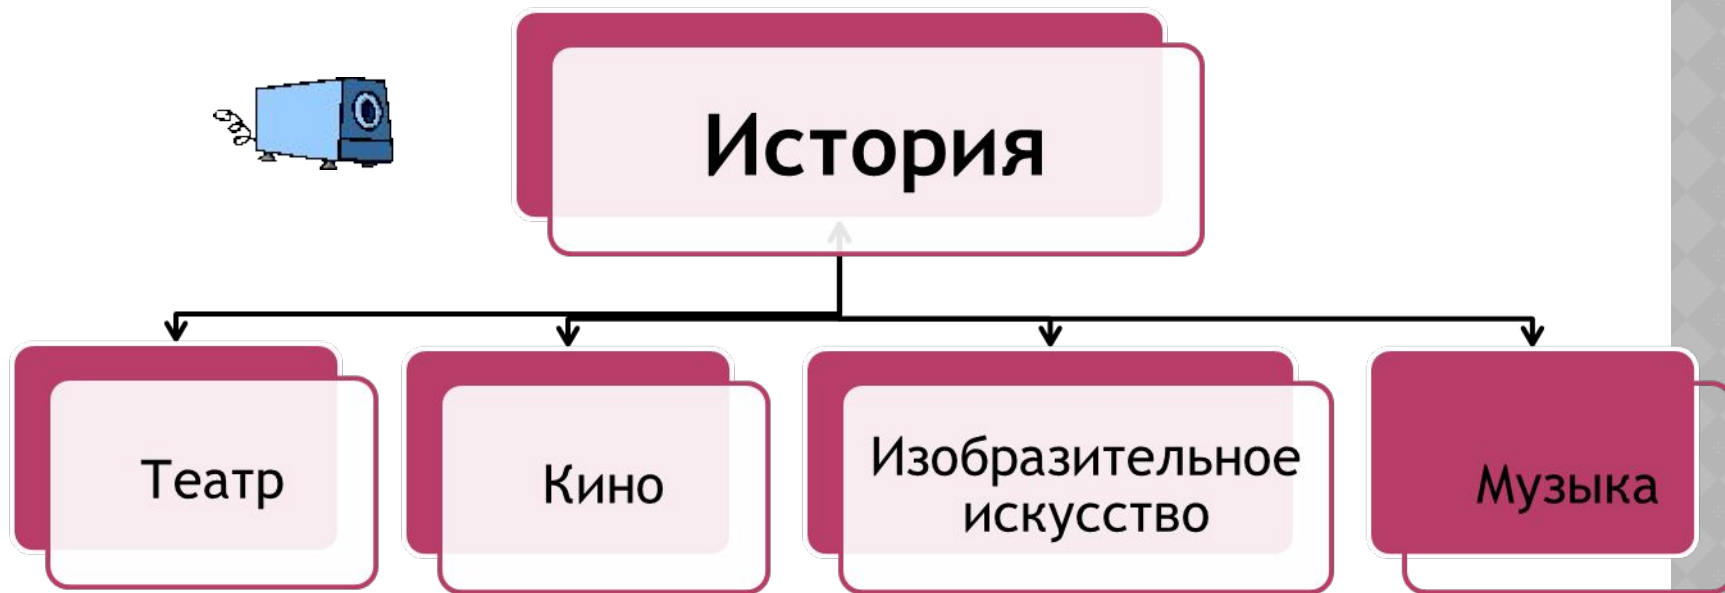 История
Театр
Кино
Изобразительное
искусство
Музыка